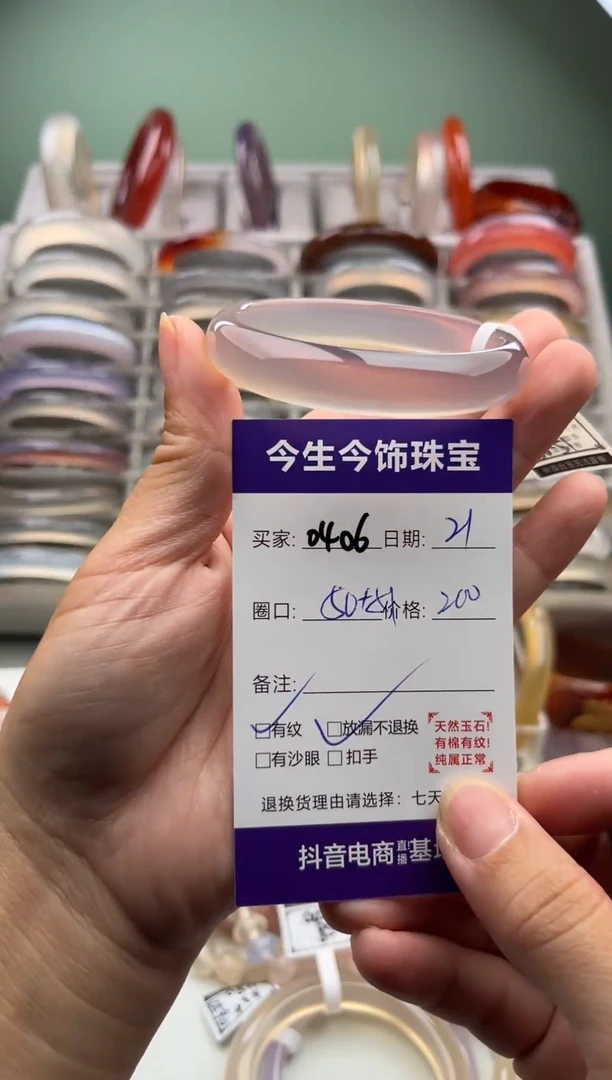 今生今饰珠宝
买家: 0406 日期: 21
圈口: 价格: 200
备注:
□有纹 □放漏不退换
□有沙眼 □扣手
天然玉石!
有棉有纹!
纯属正常
退换货理由请选择：七天
抖音电商直播基